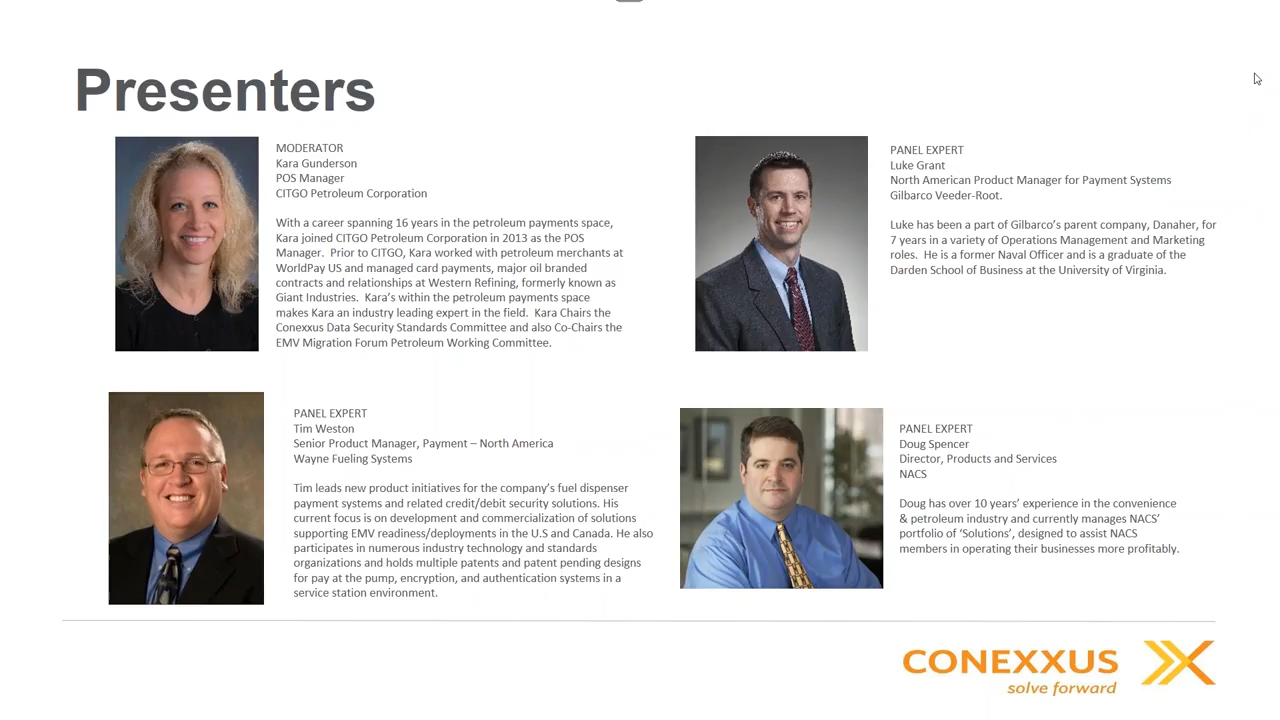 Presenters
MODERATOR
Kara Gunderson
POS Manager
CITGO Petroleum Corporation
With a career spanning 16 years in the petroleum payments space,
Kara joined CITGO Petroleum Corporation in 2013 as the POS
Manager.  Prior to CITGO, Kara worked with petroleum merchants at
WorldPay US and managed card payments, major oil branded
contracts and relationships at Western Refining, formerly known as
Giant Industries.  Kara's within the petroleum payments space
makes Kara an industry leading expert in the field.  Kara Chairs the
Conexxus Data Security Standards Committee and also Co-Chairs the
EMV Migration Forum Petroleum Working Committee.
PANEL EXPERT
Luke Grant
North American Product Manager for Payment Systems
Gilbarco Veeder-Root.
Luke has been a part of Gilbarco's parent company, Danaher, for
7 years in a variety of Operations Management and Marketing
roles.  He is a former Naval Officer and is a graduate of the
Darden School of Business at the University of Virginia.
PANEL EXPERT
Tim Weston
Senior Product Manager, Payment – North America
Wayne Fueling Systems
Tim leads new product initiatives for the company's fuel dispenser
payment systems and related credit/debit security solutions. His
current focus is on development and commercialization of solutions
supporting EMV readiness/deployments in the U.S and Canada. He also
participates in numerous industry technology and standards
organizations and holds multiple patents and patent pending designs
for pay at the pump, encryption, and authentication systems in a
service station environment.
PANEL EXPERT
Doug Spencer
Director, Products and Services
NACS
Doug has over 10 years' experience in the convenience
& petroleum industry and currently manages NACS'
portfolio of 'Solutions', designed to assist NACS
members in operating their businesses more profitably.
CONEXXUS
solve forward